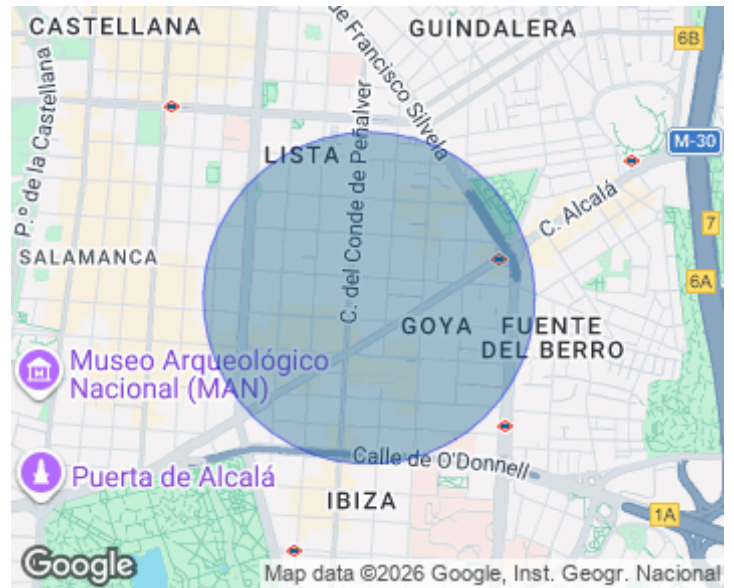 CASTELLANA
GUINDALERA
6B
ue Francisco Silvela
P.º de la Castellana
C. del Conde de Peñalver
LISTA
M-30
C. Alcalá
7
SALAMANCA
6A
GOYA
FUENTE
DEL BERRO
Museo Arqueológico
Nacional (MAN)
Calle de O'Donnell
Puerta de Alcalá
IBIZA
1A
Google
Map data ©2026 Google, Inst. Geogr. Nacional